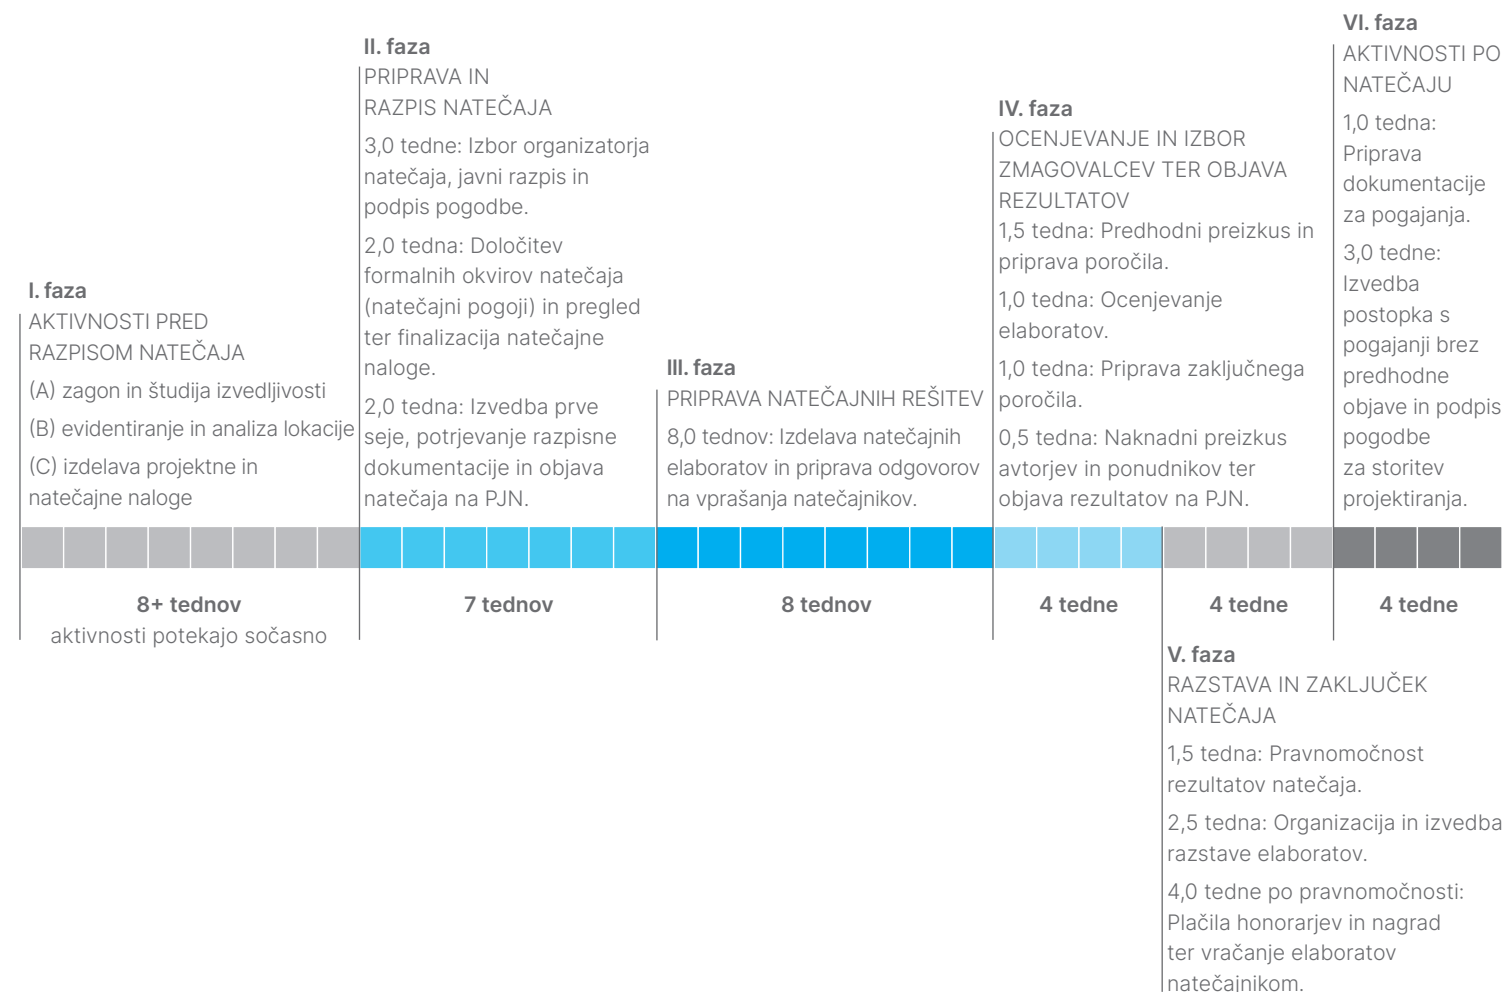 I. faza
AKTIVNOSTI PRED
RAZPISOM NATEČAJA
(A) zagon in študija izvedljivosti
(B) evidentiranje in analiza lokacije
(C) izdelava projektne in
natečajne naloge
8+ tednov
aktivnosti potekajo sočasno
II. faza
PRIPRAVA IN
RAZPIS NATEČAJA
3,0 tedne: Izbor organizatorja
natečaja, javni razpis in
podpis pogodbe.
2,0 tedna: Določitev
formalnih okvirov natečaja
(natečajni pogoji) in pregled
ter finalizacija natečajne
naloge.
2,0 tedna: Izvedba prve
seje, potrjevanje razpisne
dokumentacije in objava
natečaja na PJN.
7 tednov
III. faza
PRIPRAVA NATEČAJNIH REŠITEV
8,0 tednov: Izdelava natečajnih
elaboratov in priprava odgovorov
na vprašanja natečajnikov.
8 tednov
IV. faza
OCENJEVANJE IN IZBOR
ZMAGOVALCEV TER OBJAVA
REZULTATOV
1,5 tedna: Predhodni preizkus in
priprava poročila.
1,0 tedna: Ocenjevanje
elaboratov.
1,0 tedna: Priprava zaključnega
poročila.
0,5 tedna: Naknadni preizkus
avtorjev in ponudnikov ter
objava rezultatov na PJN.
4 tedne
4 tedne
V. faza
RAZSTAVA IN ZAKLJUČEK
NATEČAJA
1,5 tedna: Pravnomočnost
rezultatov natečaja.
2,5 tedna: Organizacija in izvedba
razstave elaboratov.
4,0 tedne po pravnomočnosti:
Plačila honorarjev in nagrad
ter vračanje elaboratov
natečajnikom.
VI. faza
AKTIVNOSTI PO
NATEČAJU
1,0 tedna:
Priprava
dokumentacije
za pogajanja.
3,0 tedne:
Izvedba
postopka s
pogajanji brez
predhodne
objave in podpis
pogodbe
za storitev
projektiranja.
4 tedne